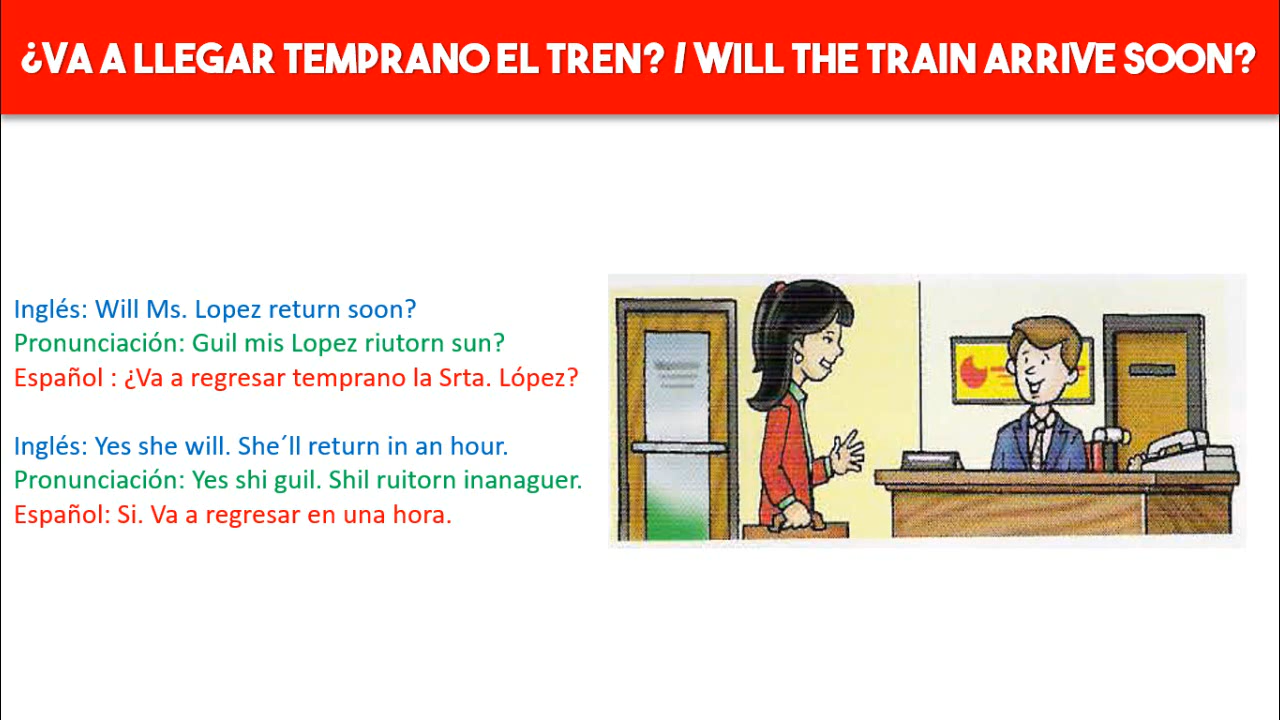 ¿VA A LLEGAR TEMPRANO EL TREN? / WILL THE TRAIN ARRIVE SOON?
Inglés: Will Ms. Lopez return soon?
Pronunciación: Guil mis Lopez riutorn sun?
Español : ¿Va a regresar temprano la Srta. López?
Inglés: Yes she will. She´ll return in an hour.
Pronunciación: Yes shi guil. Shil ruitorn inanaguer.
Español: Si. Va a regresar en una hora.